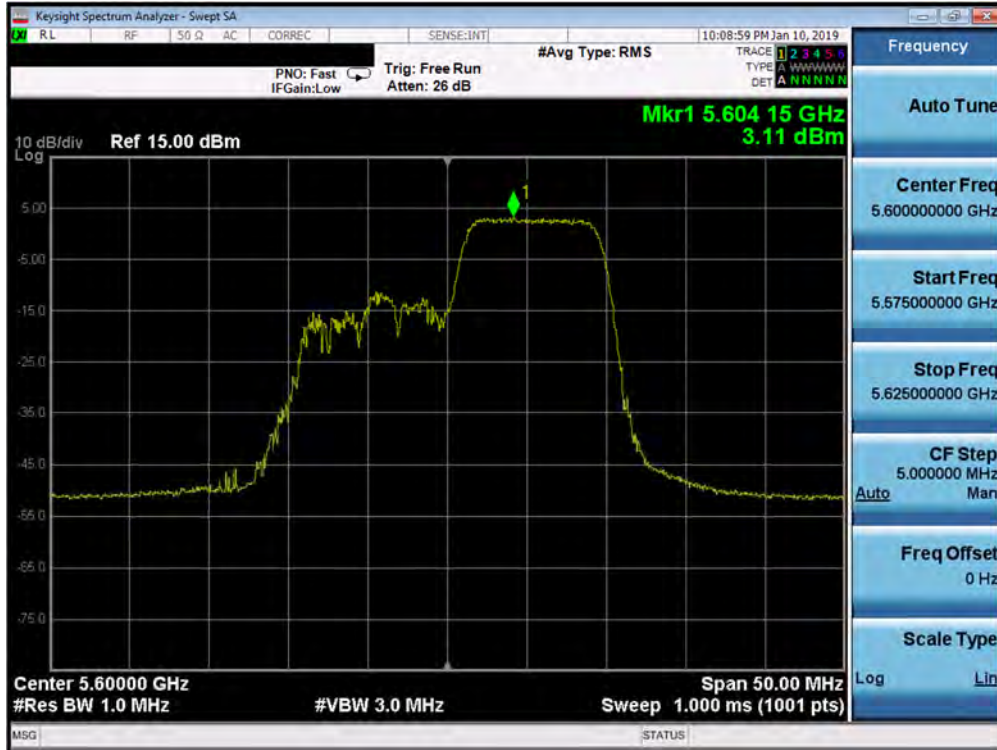 Keysight Spectrum Analyzer - Swept SA
LXI RL RF 50 Ω AC CORREC SENSE:INT 10:08:59 PM Jan 10, 2019
#Avg Type: RMS TRACE 1 2 3 4 5 6
PNO: Fast Trig: Free Run TYPE A WWWWW
IFGain:Low Atten: 26 dB DET A N N N N N
Mkr1 5.604 15 GHz
3.11 dBm
10 dB/div Ref 15.00 dBm
Log
1
5.00
-5.00
-15.0
-25.0
-35.0
-45.0
-55.0
-65.0
-75.0
Center 5.60000 GHz Span 50.00 MHz
#Res BW 1.0 MHz #VBW 3.0 MHz Sweep 1.000 ms (1001 pts)
MSG STATUS
Frequency
Auto Tune
Center Freq
5.600000000 GHz
Start Freq
5.575000000 GHz
Stop Freq
5.625000000 GHz
CF Step
5.000000 MHz
Auto Man
Freq Offset
0 Hz
Scale Type
Log Lin